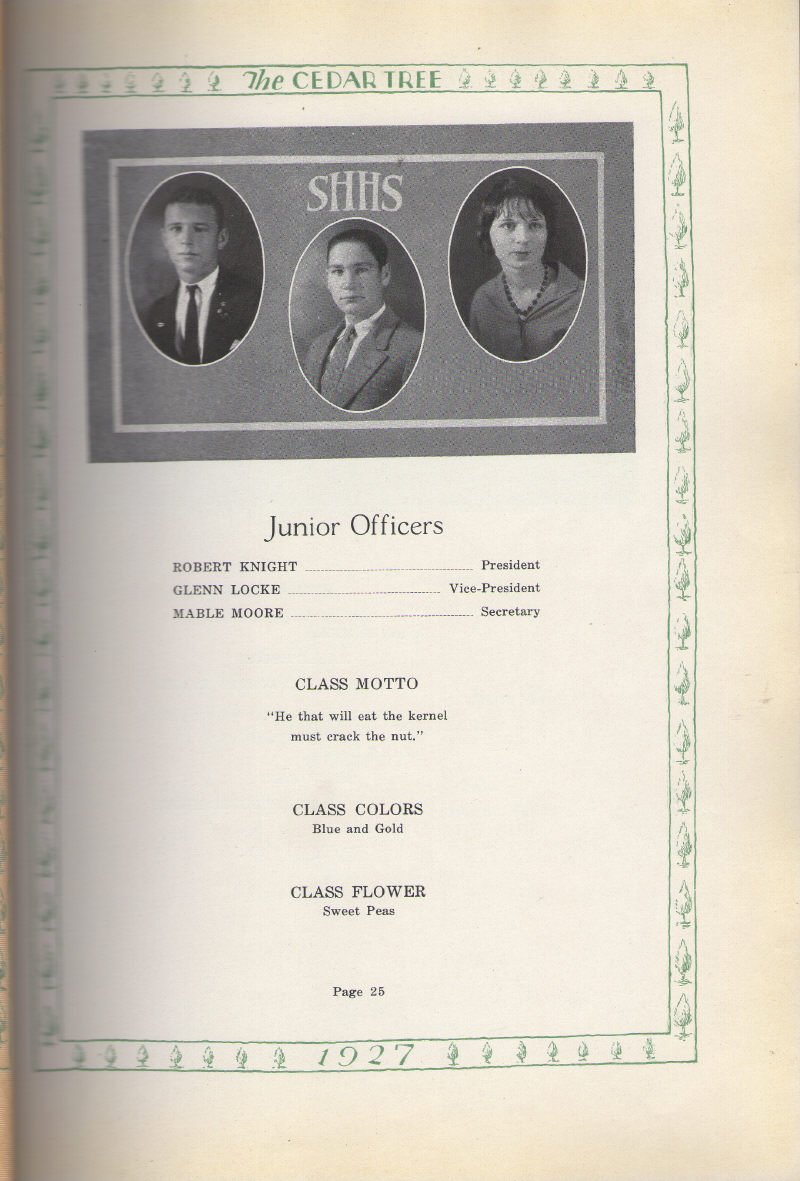 The CEDAR TREE
SHHS
Junior Officers
ROBERT KNIGHT President
GLENN LOCKE Vice-President
MABLE MOORE Secretary
CLASS MOTTO
"He that will eat the kernel
must crack the nut."
CLASS COLORS
Blue and Gold
CLASS FLOWER
Sweet Peas
Page 25
1927